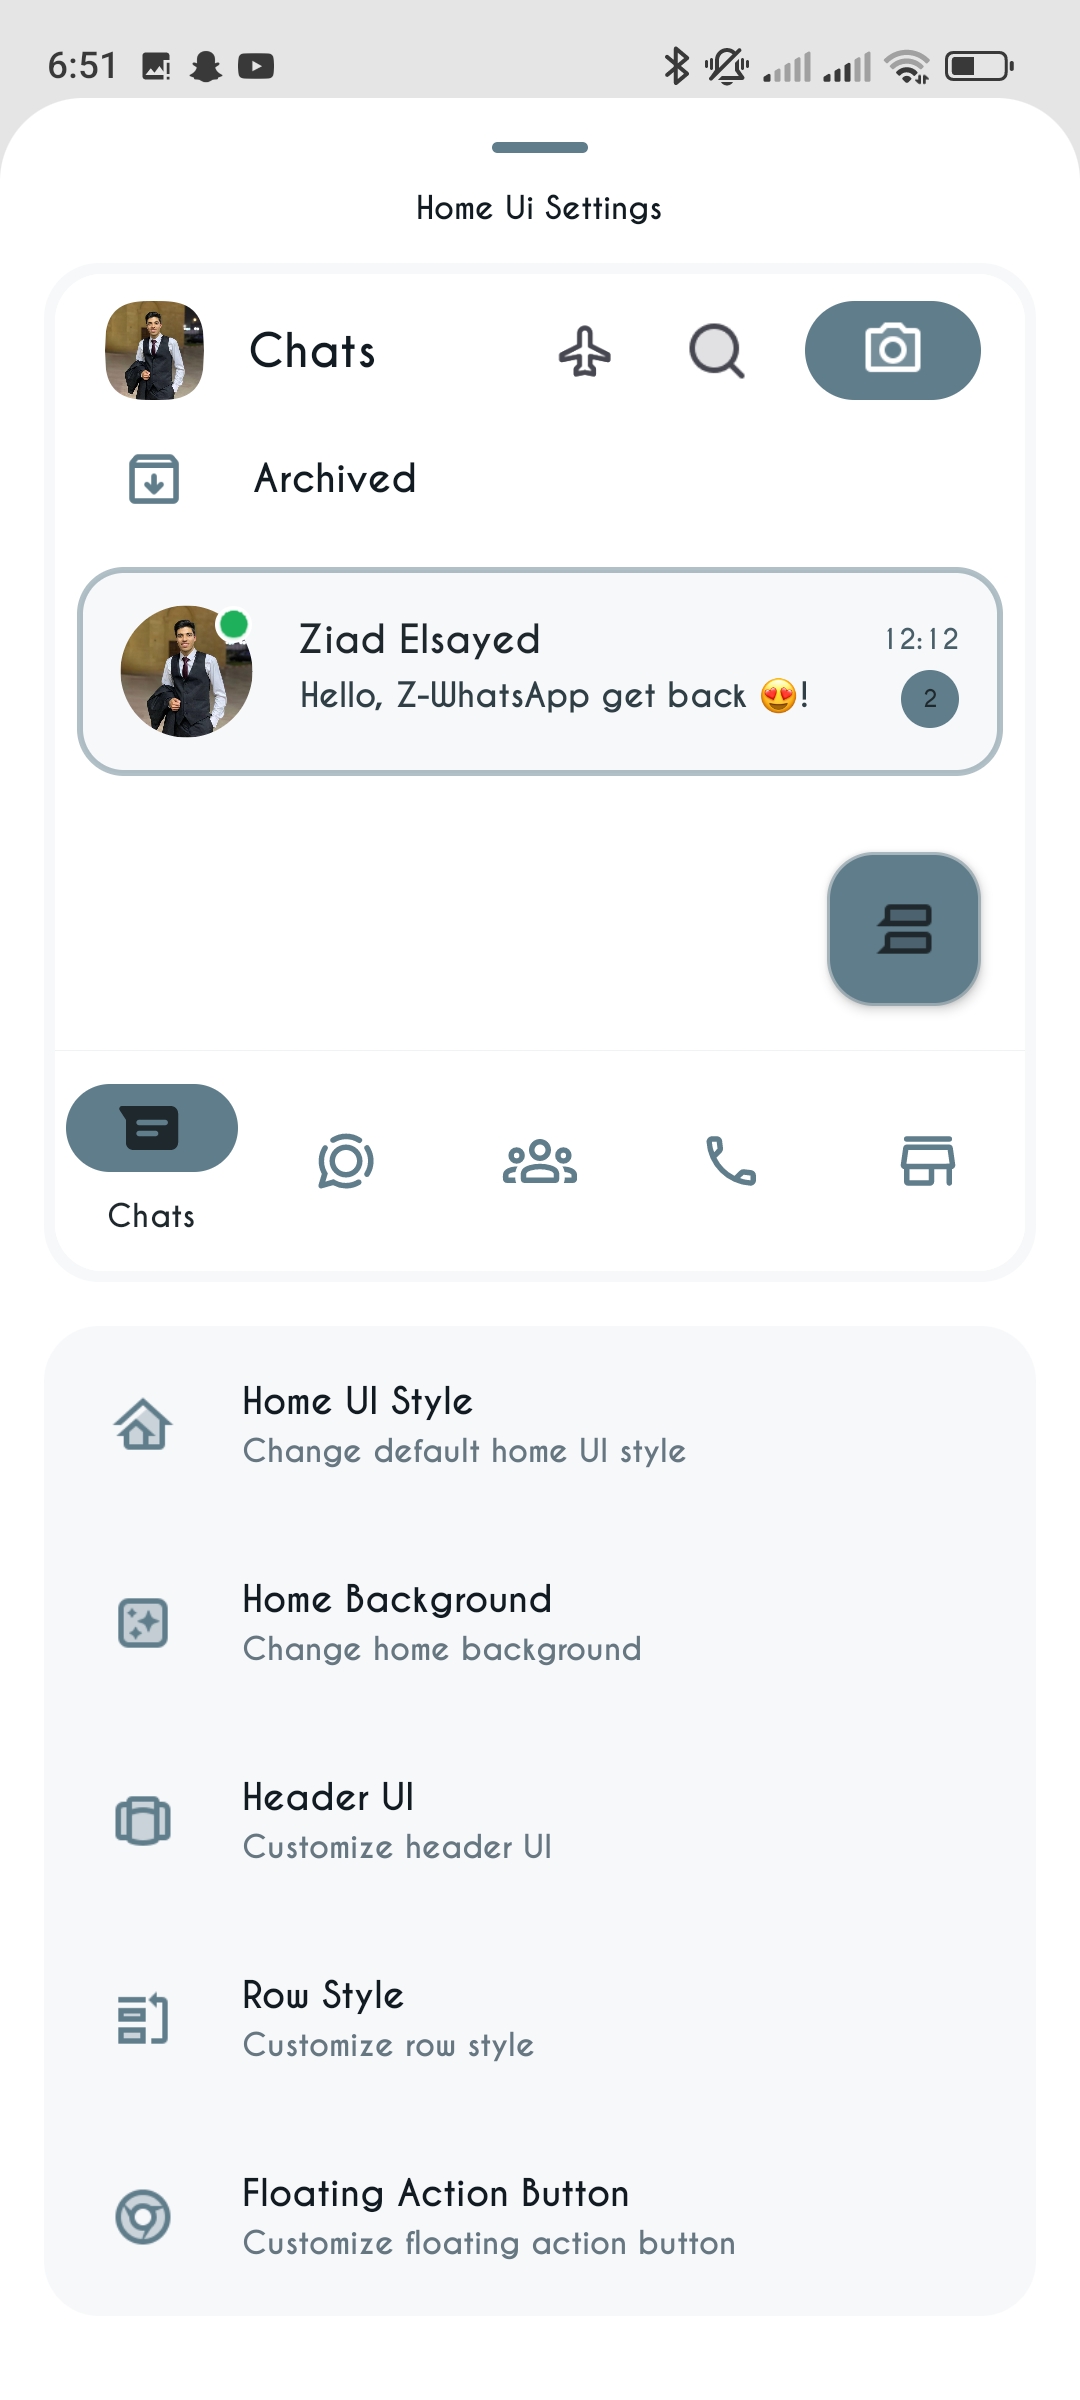 6:51
Home Ui Settings
Chats
Archived
Ziad Elsayed
12:12
Hello, Z-WhatsApp get back 😍!
2
Chats
Home UI Style
Change default home UI style
Home Background
Change home background
Header UI
Customize header UI
Row Style
Customize row style
Floating Action Button
Customize floating action button